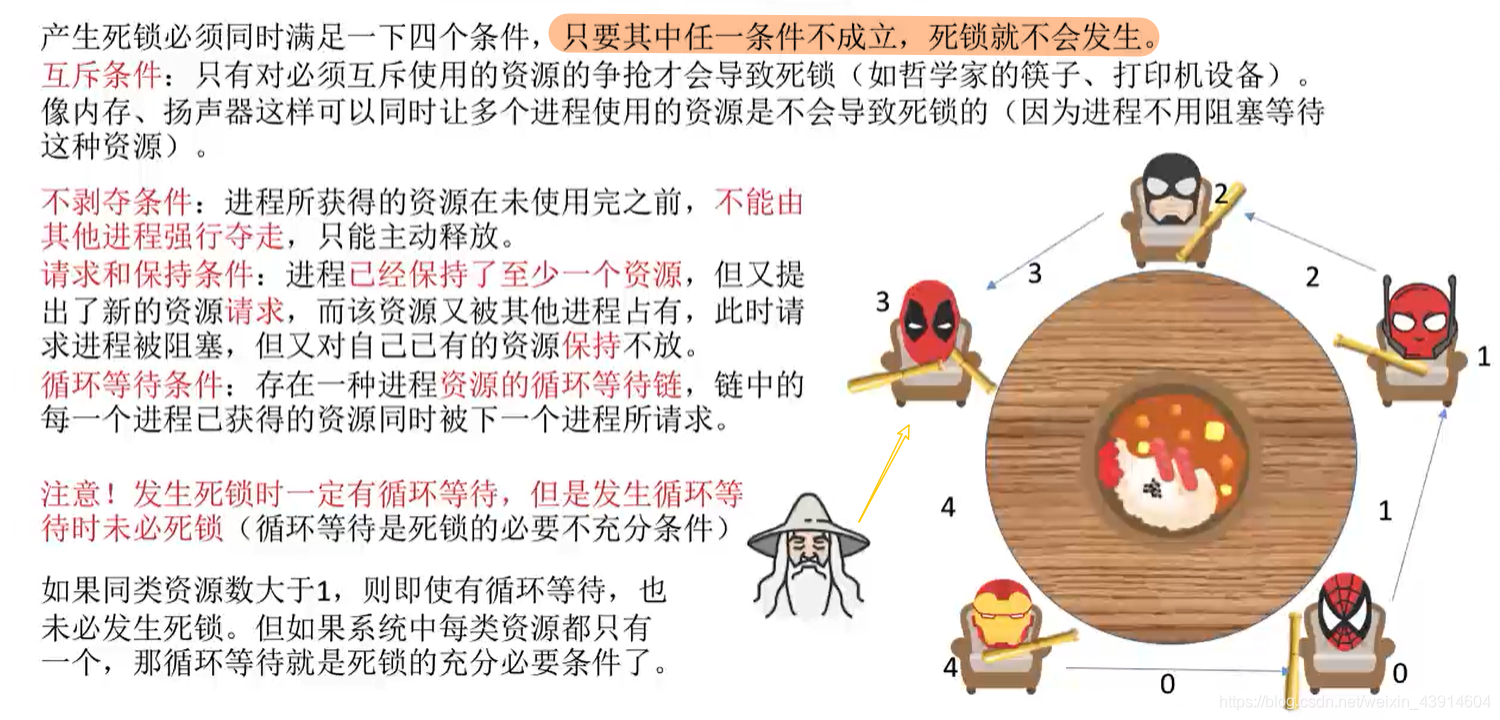 产生死锁必须同时满足一下四个条件，只要其中任一条件不成立，死锁就不会发生。
互斥条件：只有对必须互斥使用的资源的争抢才会导致死锁（如哲学家的筷子、打印机设备）。
像内存、扬声器这样可以同时让多个进程使用的资源是不会导致死锁的（因为进程不用阻塞等待
这种资源）。
不剥夺条件：进程所获得的资源在未使用完之前，不能由
其他进程强行夺走，只能主动释放。
请求和保持条件：进程已经保持了至少一个资源，但又提
出了新的资源请求，而该资源又被其他进程占有，此时请
求进程被阻塞，但又对自己已有的资源保持不放。
循环等待条件：存在一种进程资源的循环等待链，链中的
每一个进程已获得的资源同时被下一个进程所请求。
注意！发生死锁时一定有循环等待，但是发生循环等
待时未必死锁（循环等待是死锁的必要不充分条件）
如果同类资源数大于1，则即使有循环等待，也
未必发生死锁。但如果系统中每类资源都只有
一个，那循环等待就是死锁的充分必要条件了。
2
3
2
3
1
4
1
4
0
0
https://blog.csdn.net/weixin_43914604